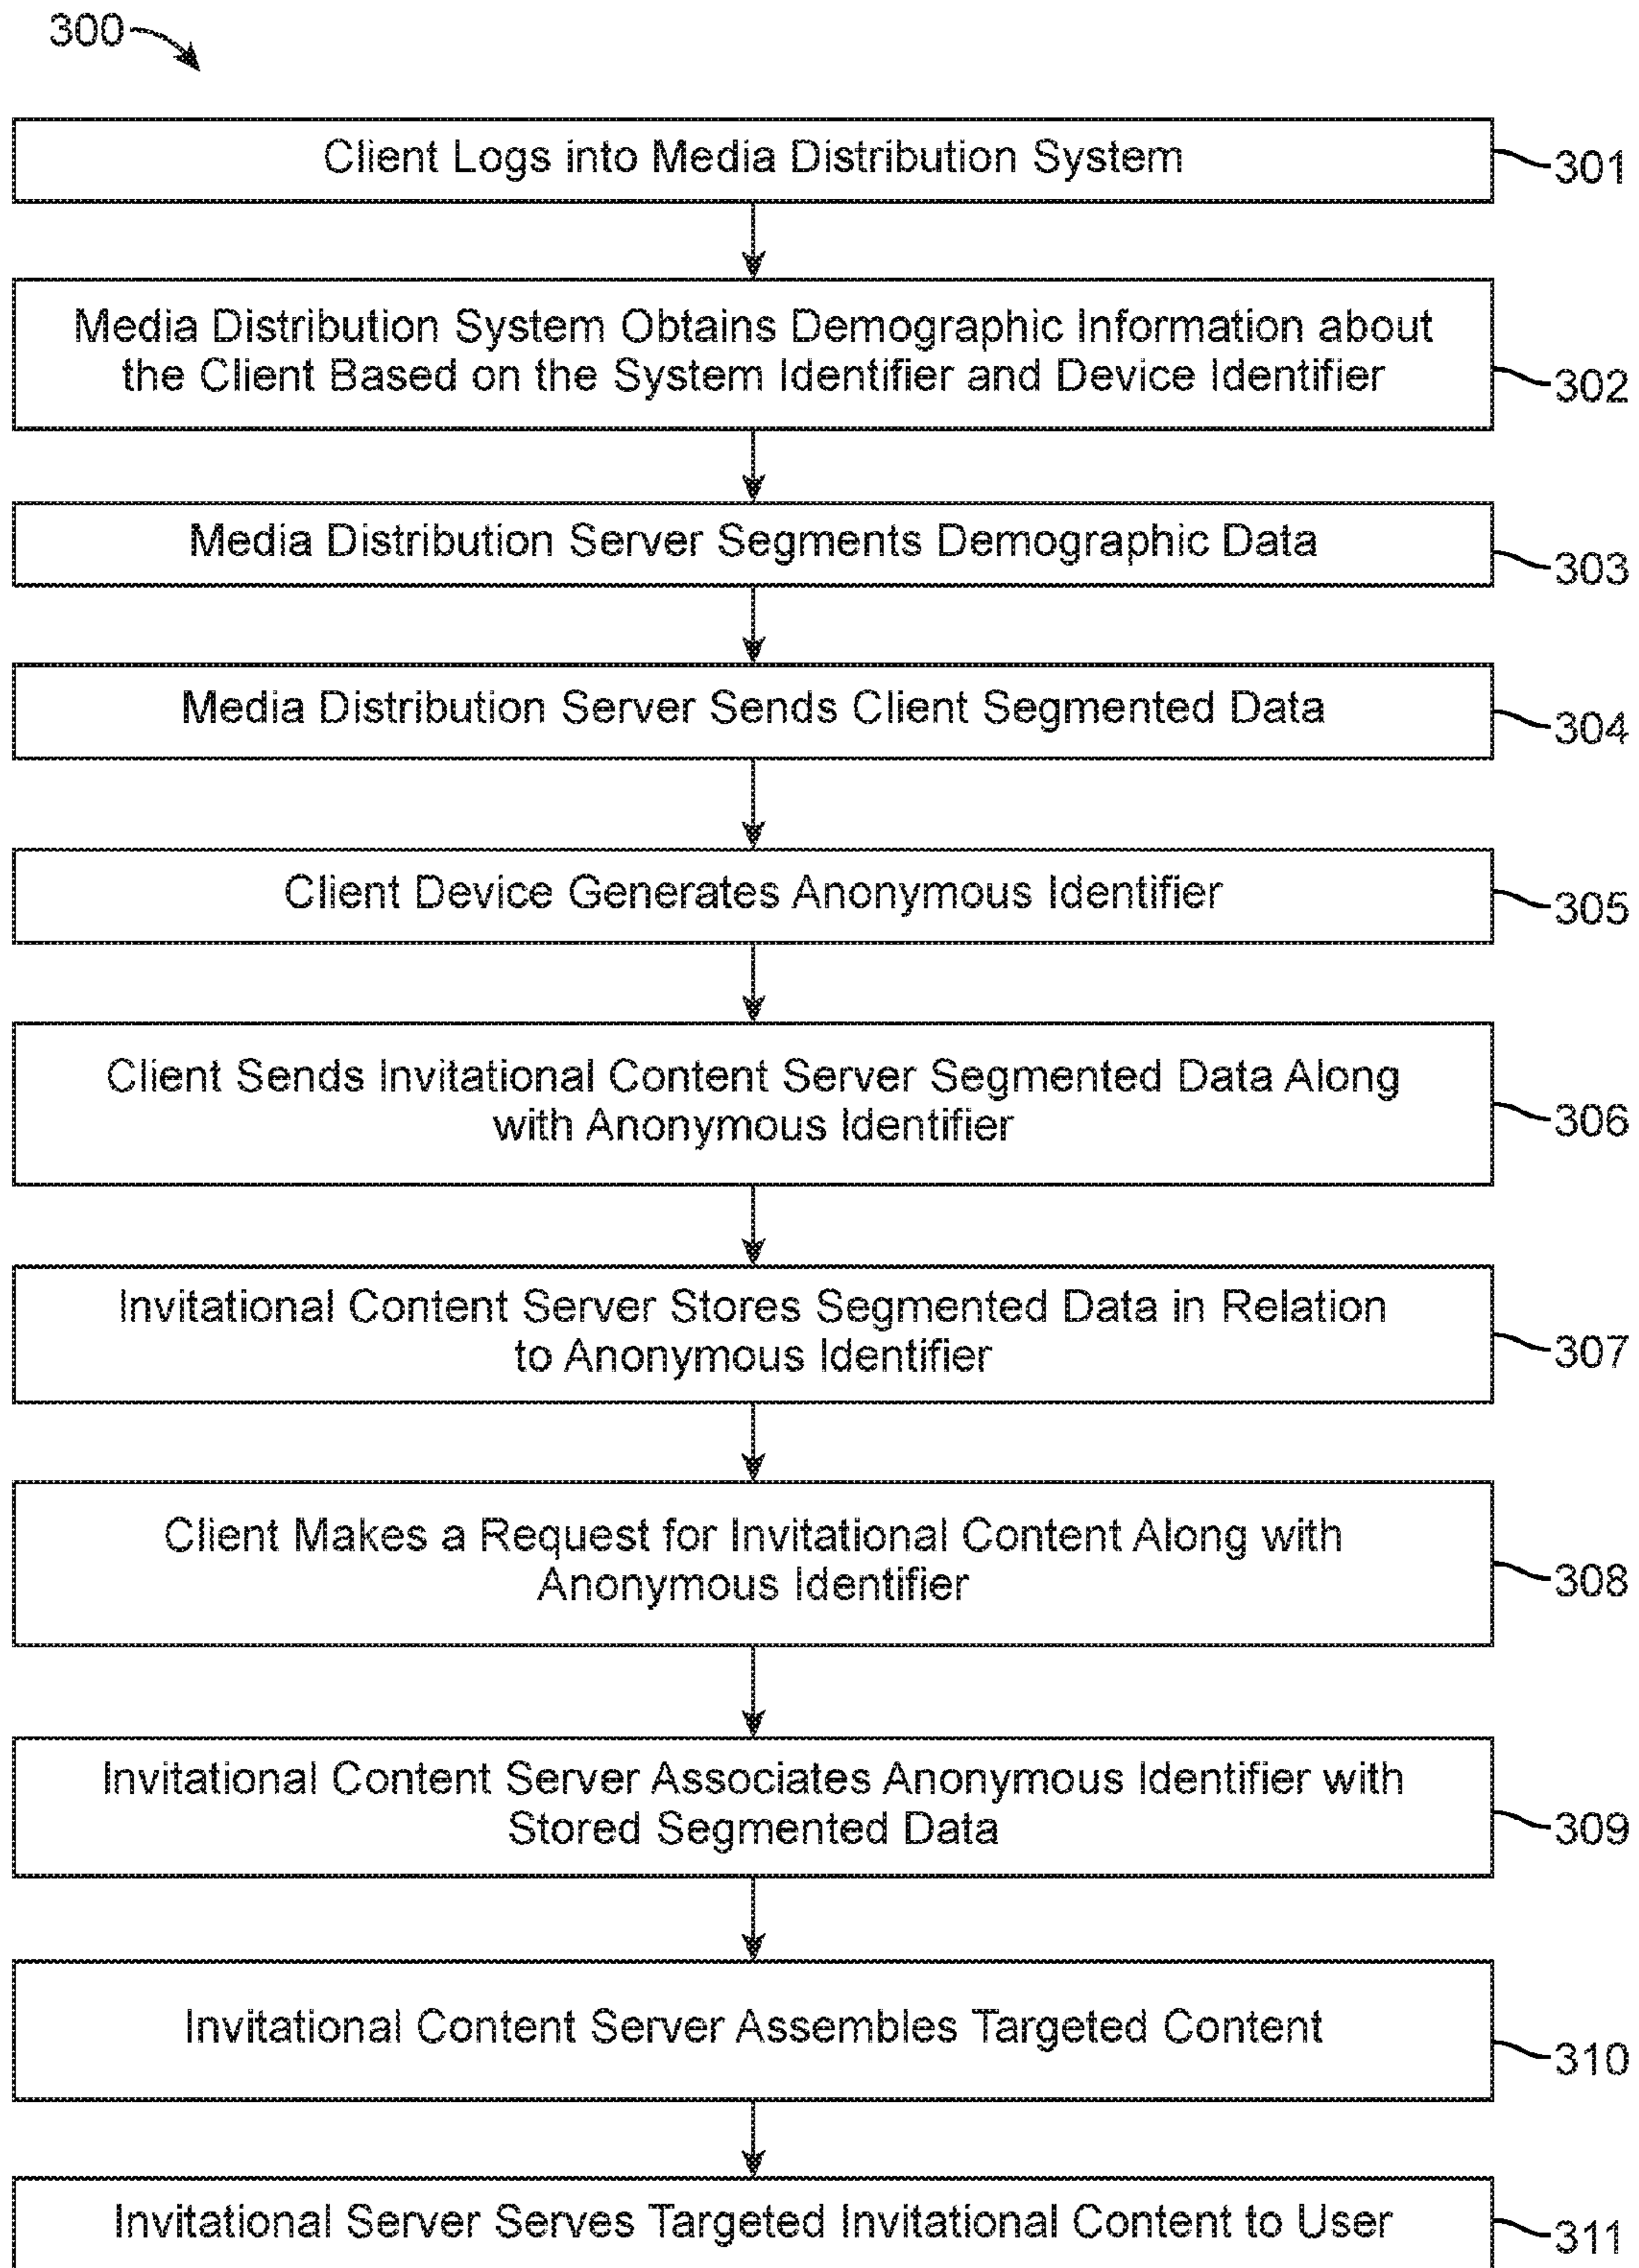 300
Client Logs into Media Distribution System
301
Media Distribution System Obtains Demographic Information about
the Client Based on the System Identifier and Device Identifier
302
Media Distribution Server Segments Demographic Data
303
Media Distribution Server Sends Client Segmented Data
304
Client Device Generates Anonymous Identifier
305
Client Sends Invitational Content Server Segmented Data Along
with Anonymous Identifier
306
Invitational Content Server Stores Segmented Data in Relation
to Anonymous Identifier
307
Client Makes a Request for Invitational Content Along with
Anonymous Identifier
308
Invitational Content Server Associates Anonymous Identifier with
Stored Segmented Data
309
Invitational Content Server Assembles Targeted Content
310
Invitational Server Serves Targeted Invitational Content to User
311